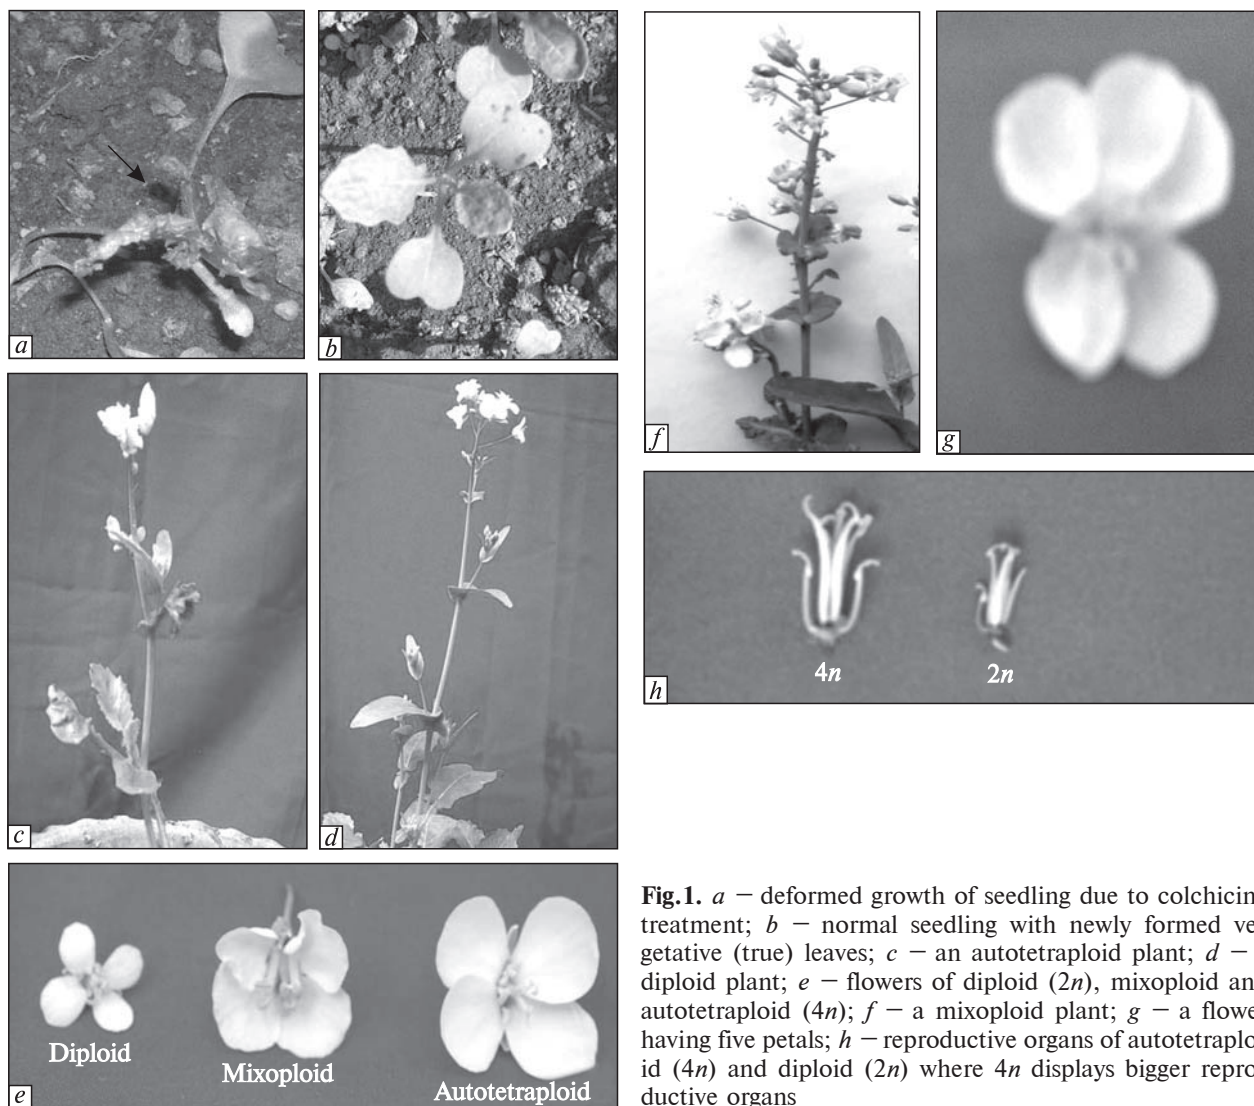 a
b
c
d
Diploid
Mixoploid
Autotetraploid
e
f
g
4n
2n
h
Fig.1. a — deformed growth of seedling due to colchicin
treatment; b — normal seedling with newly formed ve-
getative (true) leaves; c — an autotetraploid plant; d —
diploid plant; e — flowers of diploid (2n), mixoploid an
autotetraploid (4n); f — a mixoploid plant; g — a flowe
having five petals; h — reproductive organs of autotetraplo-
id (4n) and diploid (2n) where 4n displays bigger repro-
ductive organs